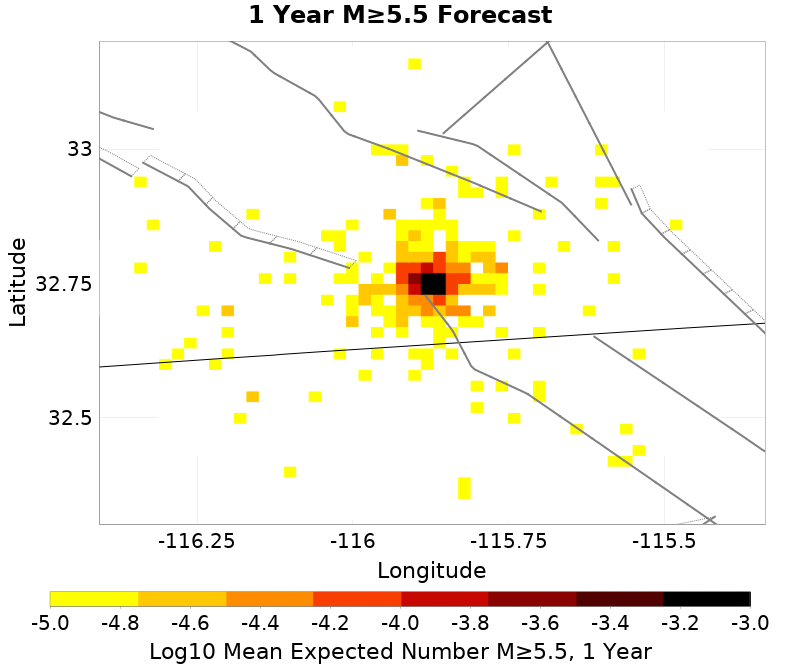 1 Year M≥5.5 Forecast
33
32.75
32.5
Latitude
-116.25 -116 -115.75 -115.5
Longitude
-5.0 -4.8 -4.6 -4.4 -4.2 -4.0 -3.8 -3.6 -3.4 -3.2 -3.0
Log10 Mean Expected Number M≥5.5, 1 Year